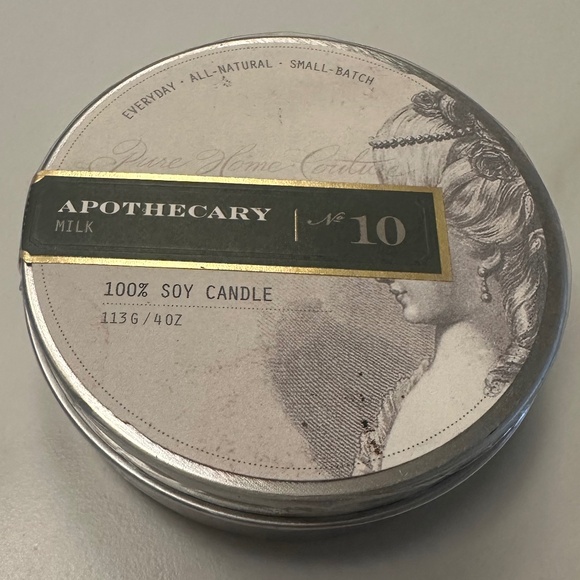 EVERYDAY · ALL-NATURAL · SMALL-BATCH
Pure Home Couture
APOTHECARY
MILK
Nº 10
100% SOY CANDLE
113G/4OZ